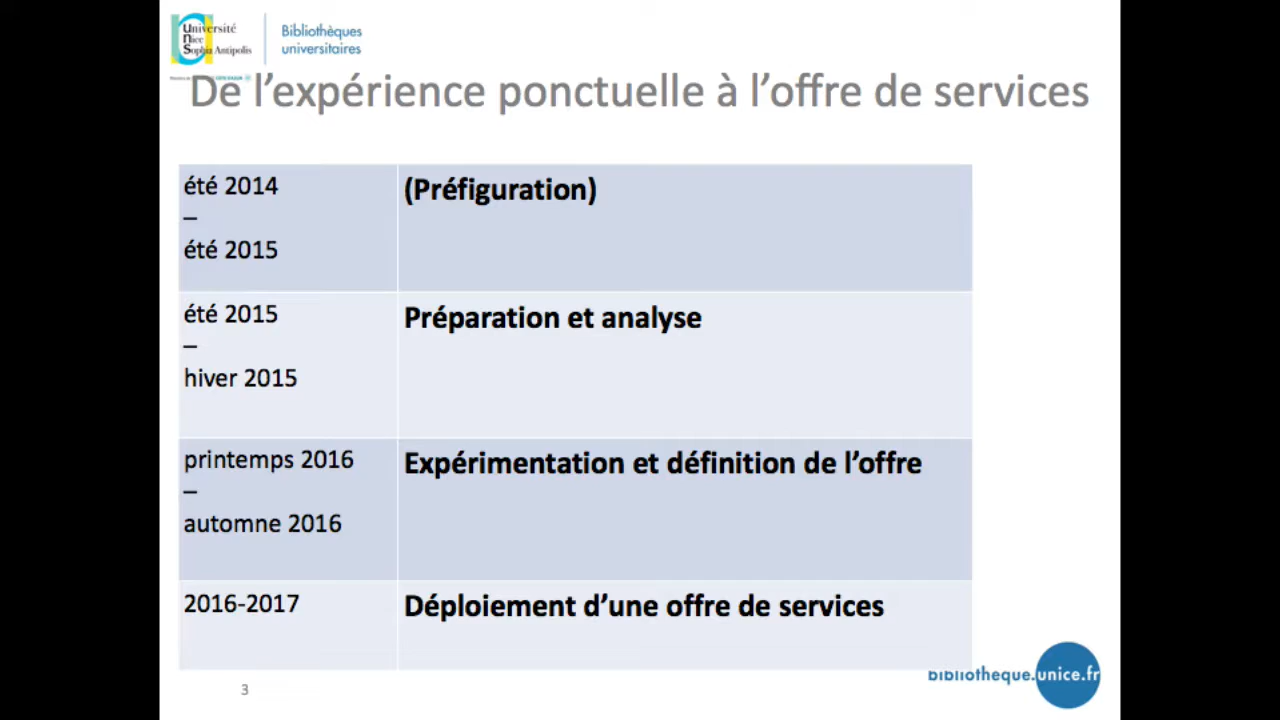 Université
Nice
Sophia Antipolis
Bibliothèques
universitaires
De l’expérience ponctuelle à l’offre de services
été 2014
–
été 2015
(Préfiguration)
été 2015
–
hiver 2015
Préparation et analyse
printemps 2016
–
automne 2016
Expérimentation et définition de l’offre
2016-2017
Déploiement d’une offre de services
bibliotheque.unice.fr
3